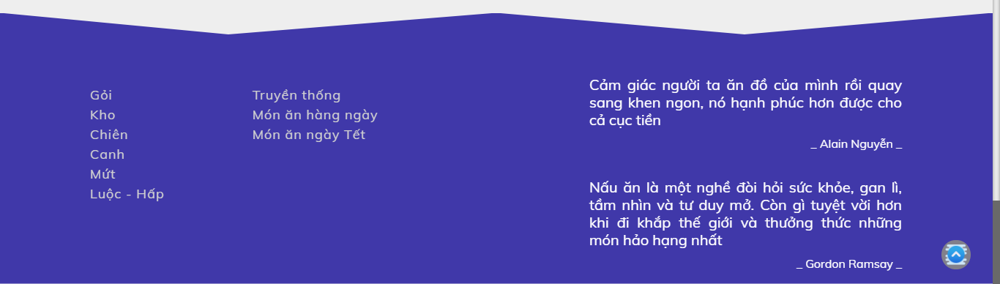 Gỏi
Kho
Chiên
Canh
Mứt
Luộc - Hấp
Truyền thống
Món ăn hàng ngày
Món ăn ngày Tết
Cảm giác người ta ăn đồ của mình rồi quay
sang khen ngon, nó hạnh phúc hơn được cho
cả cục tiền
_ Alain Nguyễn _
Nấu ăn là một nghề đòi hỏi sức khỏe, gan lì,
tầm nhìn và tư duy mở. Còn gì tuyệt vời hơn
khi đi khắp thế giới và thưởng thức những
món hảo hạng nhất
_ Gordon Ramsay _